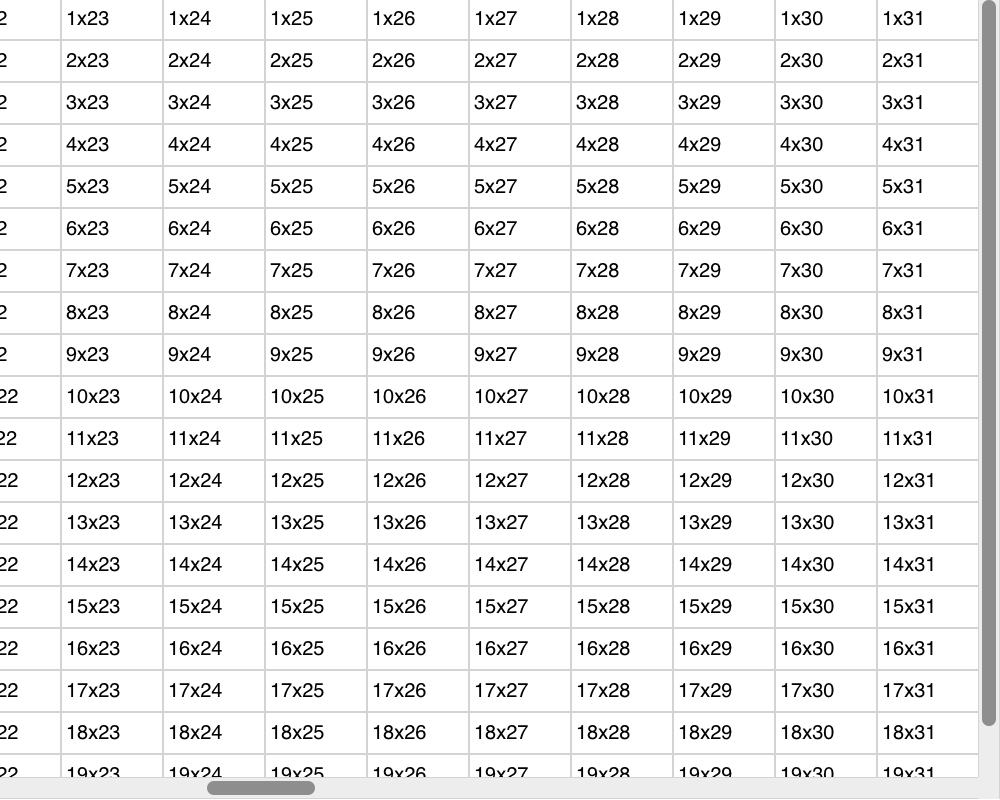 2 1x23 1x24 1x25 1x26 1x27 1x28 1x29 1x30 1x31
2 2x23 2x24 2x25 2x26 2x27 2x28 2x29 2x30 2x31
2 3x23 3x24 3x25 3x26 3x27 3x28 3x29 3x30 3x31
2 4x23 4x24 4x25 4x26 4x27 4x28 4x29 4x30 4x31
2 5x23 5x24 5x25 5x26 5x27 5x28 5x29 5x30 5x31
2 6x23 6x24 6x25 6x26 6x27 6x28 6x29 6x30 6x31
2 7x23 7x24 7x25 7x26 7x27 7x28 7x29 7x30 7x31
2 8x23 8x24 8x25 8x26 8x27 8x28 8x29 8x30 8x31
2 9x23 9x24 9x25 9x26 9x27 9x28 9x29 9x30 9x31
22 10x23 10x24 10x25 10x26 10x27 10x28 10x29 10x30 10x31
22 11x23 11x24 11x25 11x26 11x27 11x28 11x29 11x30 11x31
22 12x23 12x24 12x25 12x26 12x27 12x28 12x29 12x30 12x31
22 13x23 13x24 13x25 13x26 13x27 13x28 13x29 13x30 13x31
22 14x23 14x24 14x25 14x26 14x27 14x28 14x29 14x30 14x31
22 15x23 15x24 15x25 15x26 15x27 15x28 15x29 15x30 15x31
22 16x23 16x24 16x25 16x26 16x27 16x28 16x29 16x30 16x31
22 17x23 17x24 17x25 17x26 17x27 17x28 17x29 17x30 17x31
22 18x23 18x24 18x25 18x26 18x27 18x28 18x29 18x30 18x31
22 19x23 19x24 19x25 19x26 19x27 19x28 19x29 19x30 19x31